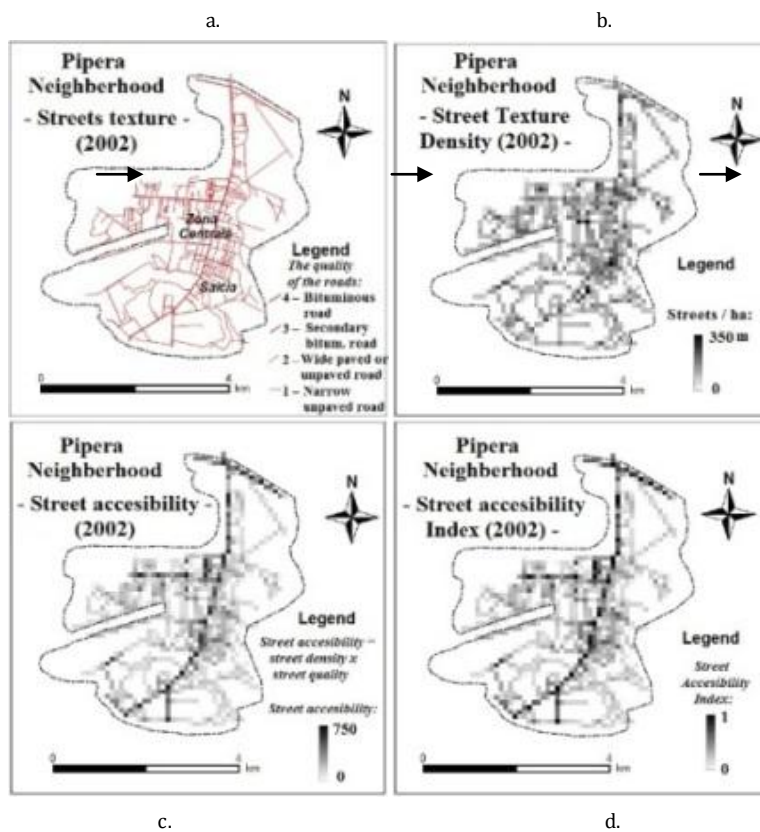 a.
b.
Pipera
Neighberhood
- Streets texture -
(2002)
N
Zona
Centrala
Saicia
Legend
The quality
of the roads:
4 – Bituminous
road
3 – Secondary
bitum. road
2 – Wide paved or
unpaved road
1 – Narrow
unpaved road
0
4
km
Pipera
Neighberhood
- Street Texture
Density (2002) -
N
Legend
Streets / ha:
350 m
0
0
4
km
Pipera
Neighberhood
- Street accesibility -
(2002)
N
Legend
Street accesibility =
street density x
street quality
Street accesibility:
750
0
0
4
km
Pipera
Neighberhood
- Street accesibility
Index (2002) -
N
Legend
Street
Accesibility
Index:
1
0
0
4
km
c.
d.